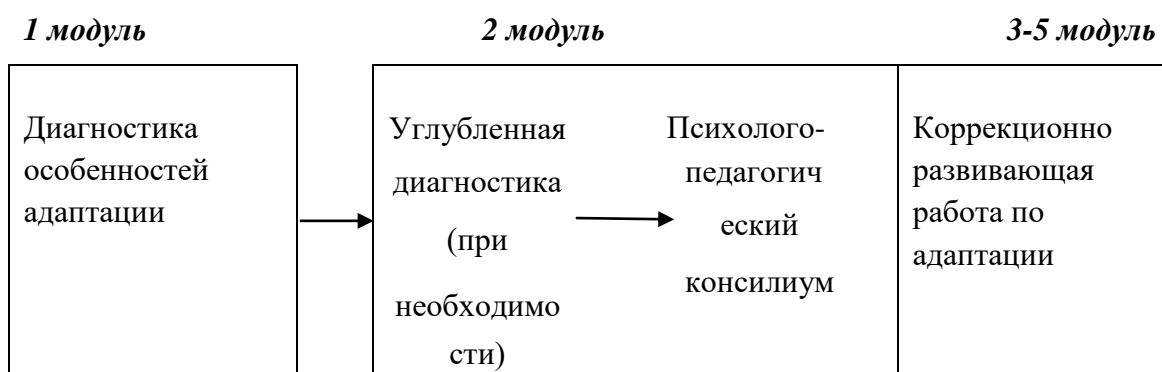 1 модуль
2 модуль
3-5 модуль
Диагностика
особенностей
адаптации
Углубленная
диагностика
(при
необходимо
сти)
Психолого-
педагогич
еский
консилиум
Коррекционно
развивающая
работа по
адаптации